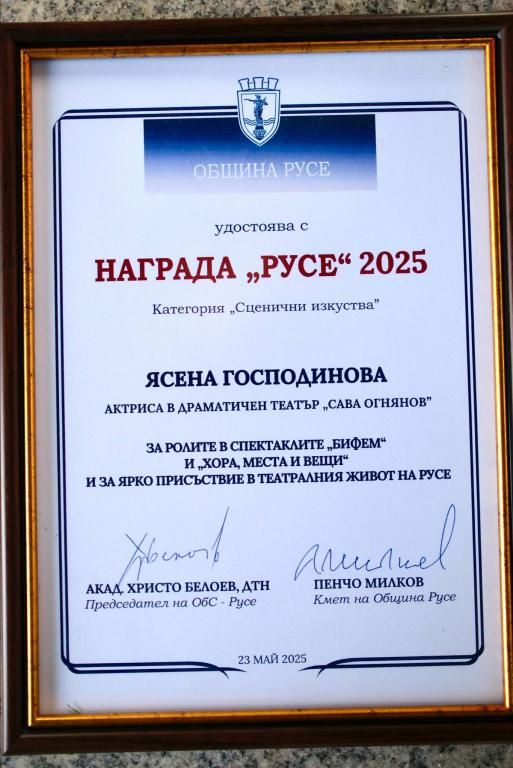 ОБЩИНА РУСЕ
удостоява с
НАГРАДА „РУСЕ“ 2025
Категория „Сценични изкуства”
ЯСЕНА ГОСПОДИНОВА
АКТРИСА В ДРАМАТИЧЕН ТЕАТЪР „САВА ОГНЯНОВ”
ЗА РОЛИТЕ В СПЕКТАКЛИТЕ „БИФЕМ“
И „ХОРА, МЕСТА И ВЕЩИ“
И ЗА ЯРКО ПРИСЪСТВИЕ В ТЕАТРАЛНИЯ ЖИВОТ НА РУСЕ
АКАД. ХРИСТО БЕЛОЕВ, ДТН
Председател на ОбС - Русе
ПЕНЧО МИЛКОВ
Кмет на Община Русе
23 МАЙ 2025